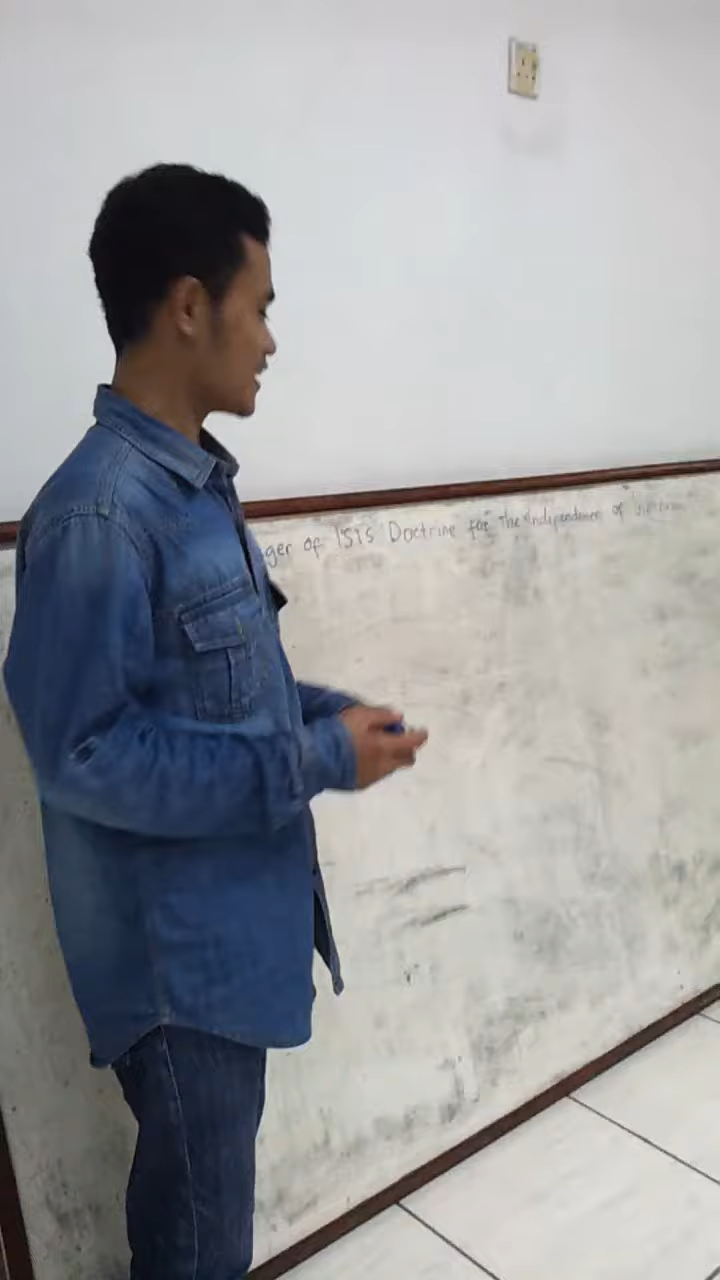 ger of ISIS Doctrine for The Independence of